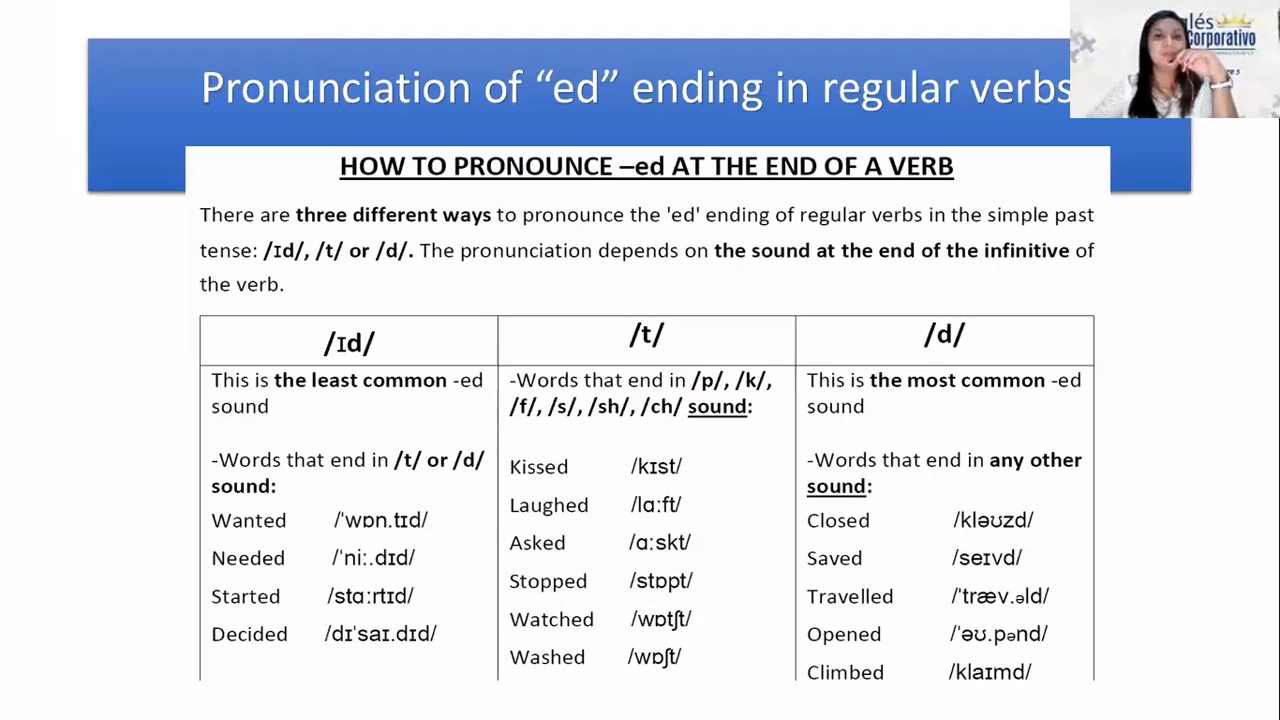 lés
Corporativo
Pronunciation of “ed” ending in regular verbs
HOW TO PRONOUNCE –ed AT THE END OF A VERB
There are three different ways to pronounce the 'ed' ending of regular verbs in the simple past
tense: /ɪd/, /t/ or /d/. The pronunciation depends on the sound at the end of the infinitive of
the verb.
/ɪd/
This is the least common -ed
sound
-Words that end in /t/ or /d/
sound:
Wanted /ˈwɒn.tɪd/
Needed /ˈniː.dɪd/
Started /stɑːrtɪd/
Decided /dɪˈsaɪ.dɪd/
/t/
-Words that end in /p/, /k/,
/f/, /s/, /sh/, /ch/ sound:
Kissed /kɪst/
Laughed /lɑːft/
Asked /ɑːskt/
Stopped /stɒpt/
Watched /wɒtʃt/
Washed /wɒʃt/
/d/
This is the most common -ed
sound
-Words that end in any other
sound:
Closed /kləʊzd/
Saved /seɪvd/
Travelled /ˈtræv.əld/
Opened /ˈəʊ.pənd/
Climbed /klaɪmd/